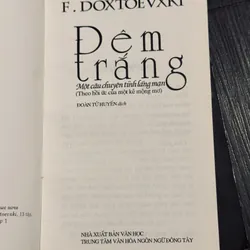 F. DOXTOEVXKI
Đêm
trắng
Một câu chuyện tình lãng mạn
(Theo hồi ức của một kẻ mộng mơ)
ĐOÀN TỬ HUYẾN dịch
NHÀ XUẤT BẢN VĂN HỌC
TRUNG TÂM VĂN HÓA NGÔN NGỮ ĐÔNG TÂY